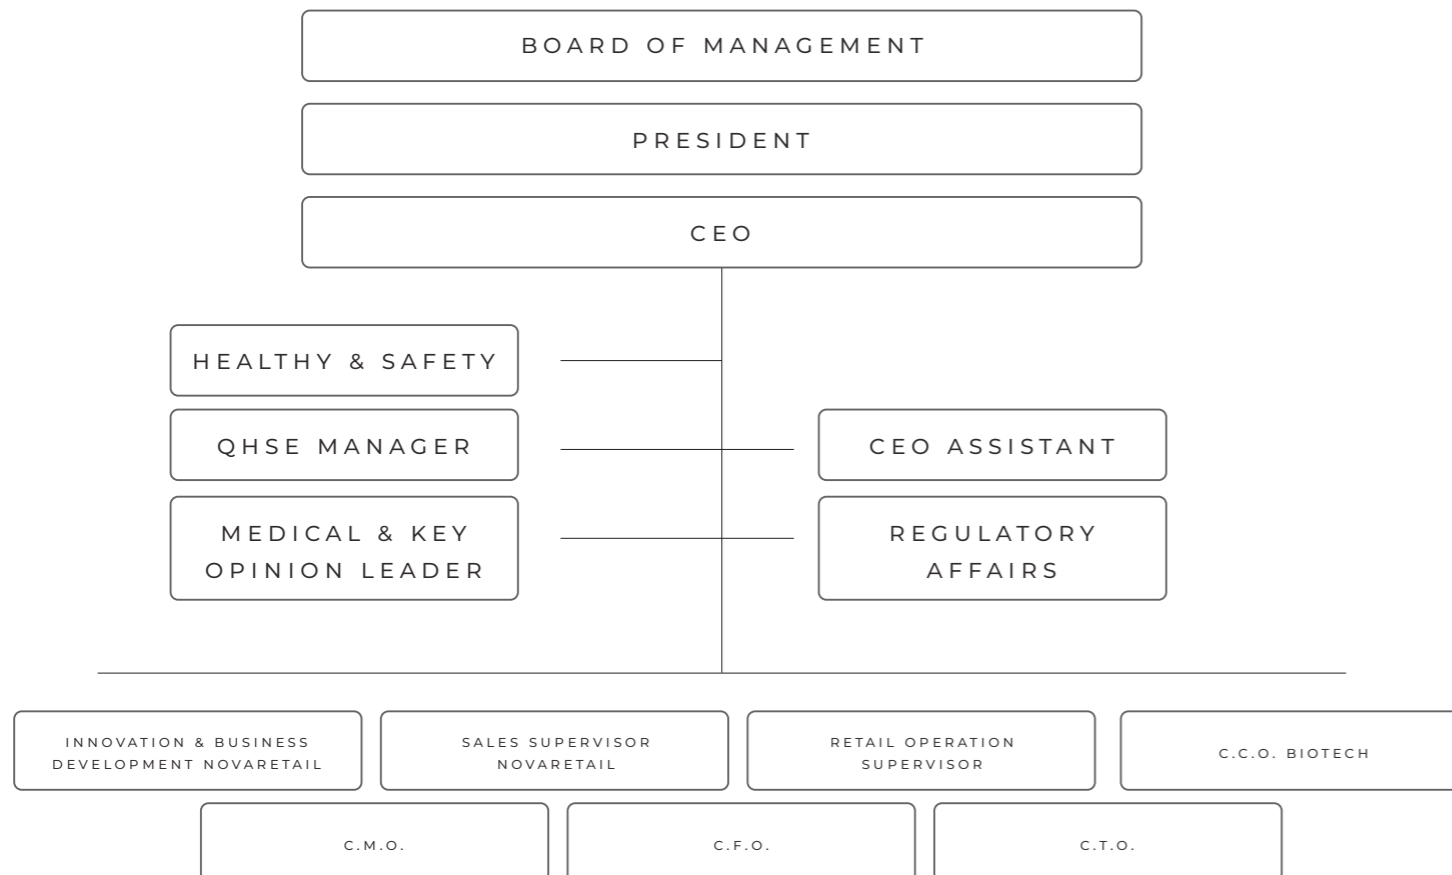 BOARD OF MANAGEMENT
PRESIDENT
CEO
HEALTHY & SAFETY
QHSE MANAGER
CEO ASSISTANT
MEDICAL & KEY
OPINION LEADER
REGULATORY
AFFAIRS
INNOVATION & BUSINESS
DEVELOPMENT NOVARETAIL
SALES SUPERVISOR
NOVARETAIL
RETAIL OPERATION
SUPERVISOR
C.C.O. BIOTECH
C.M.O.
C.F.O.
C.T.O.